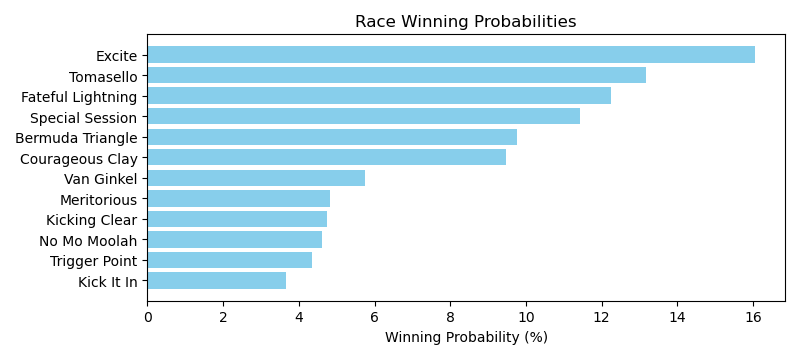 Race Winning Probabilities
Excite
Tomasello
Fateful Lightning
Special Session
Bermuda Triangle
Courageous Clay
Van Ginkel
Meritorious
Kicking Clear
No Mo Moolah
Trigger Point
Kick It In
0 2 4 6 8 10 12 14 16
Winning Probability (%)